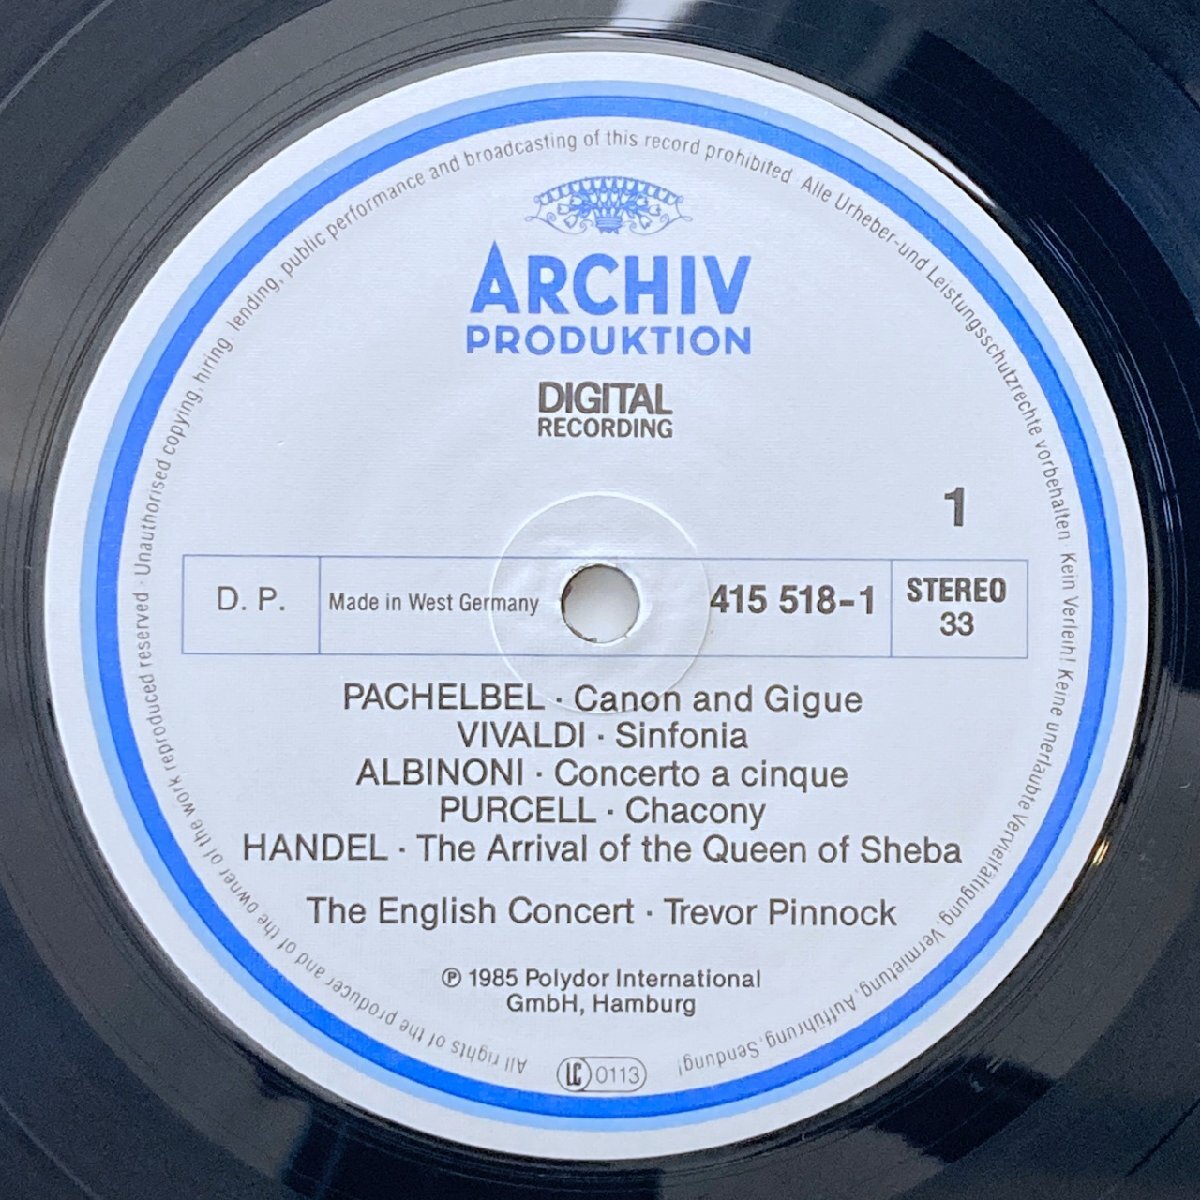 All rights of the producer and of the owner of the work reproduced reserved · Unauthorised copying, hiring, lending, public performance and broadcasting of this record prohibited
Alle Urheber-und Leistungsschutzrechte vorbehalten Kein Verleih! Keine unerlaubte Vervielfältigung, Vermietung, Aufführung, Sendung!
ARCHIV
PRODUKTION
DIGITAL
RECORDING
1
D. P.
Made in West Germany
415 518-1
STEREO
33
PACHELBEL · Canon and Gigue
VIVALDI · Sinfonia
ALBINONI · Concerto a cinque
PURCELL · Chacony
HANDEL · The Arrival of the Queen of Sheba
The English Concert · Trevor Pinnock
℗ 1985 Polydor International
GmbH, Hamburg
LC 0113